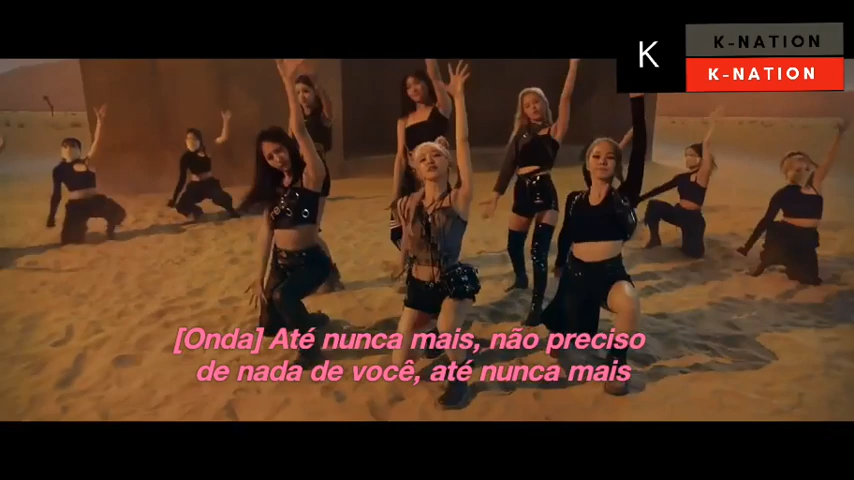 K
K-NATION
K-NATION
[Onda] Até nunca mais, não preciso
de nada de você, até nunca mais